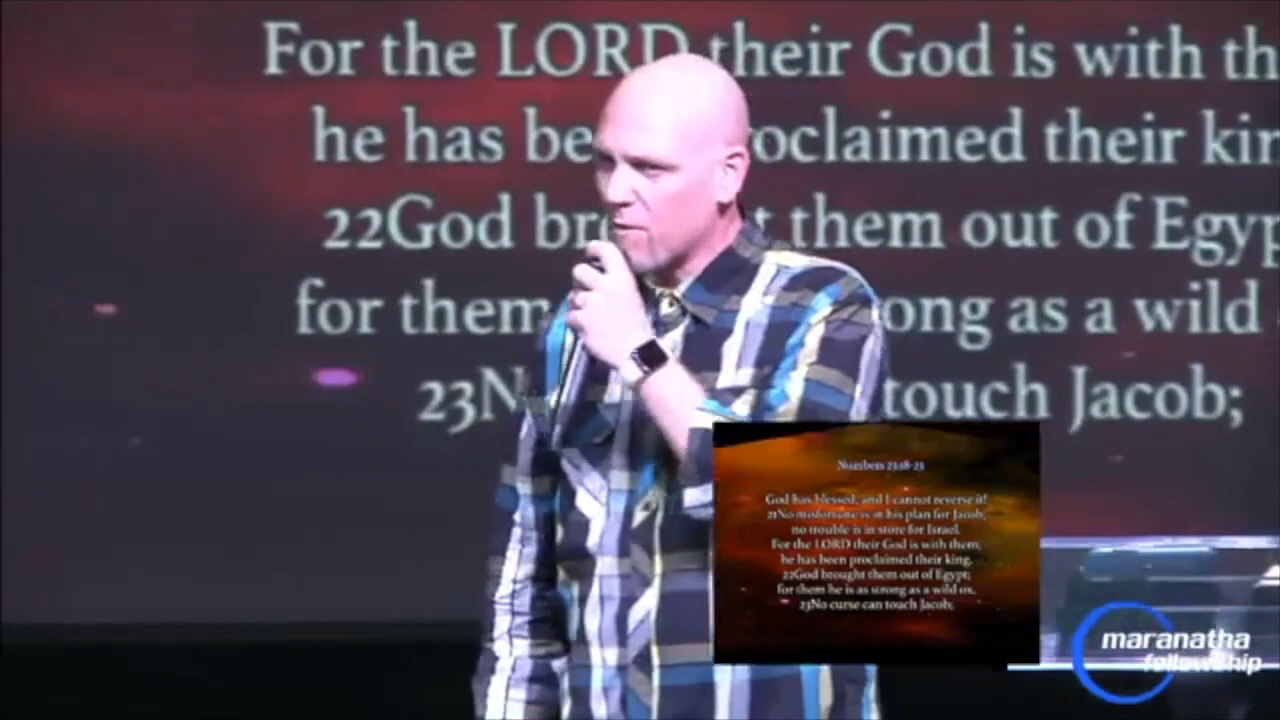 For the LORD their God is with th
he has be roclaimed their kin
22God bro t them out of Egyp
for them ong as a wild
23N touch Jacob;
Numbers 23:18-23
God has blessed, and I cannot reverse it!
21No misfortune is in his plan for Jacob;
no trouble is in store for Israel.
For the LORD their God is with them;
he has been proclaimed their king.
22God brought them out of Egypt;
for them he is as strong as a wild ox.
23No curse can touch Jacob;
maranatha
fellowship